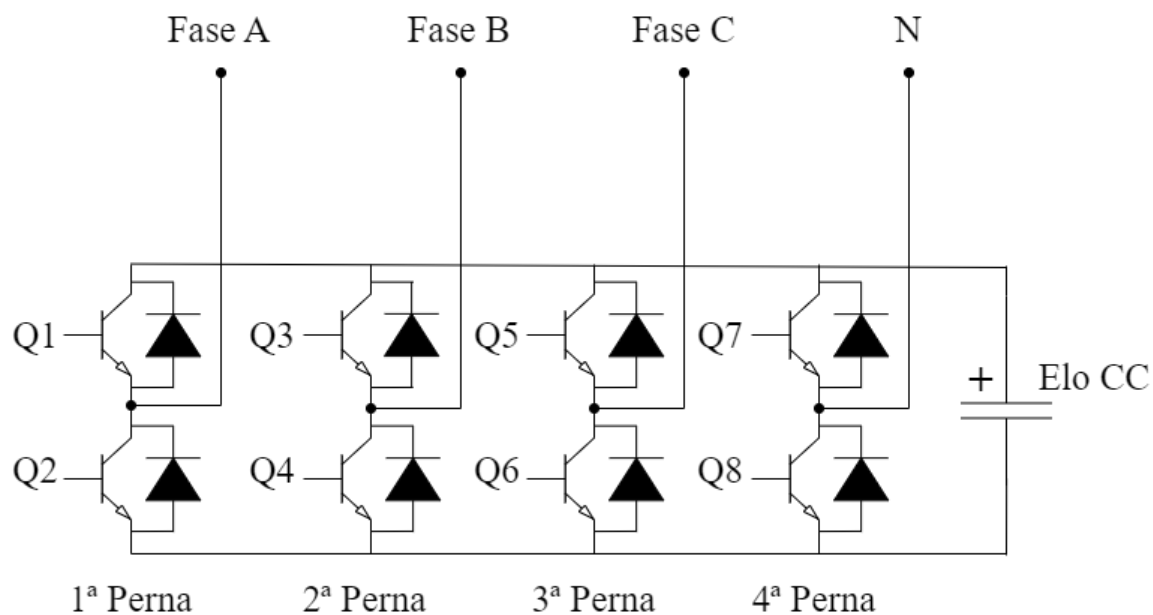 Fase A Fase B Fase C N
Q1 Q3 Q5 Q7
+ Elo CC
Q2 Q4 Q6 Q8
1ª Perna 2ª Perna 3ª Perna 4ª Perna